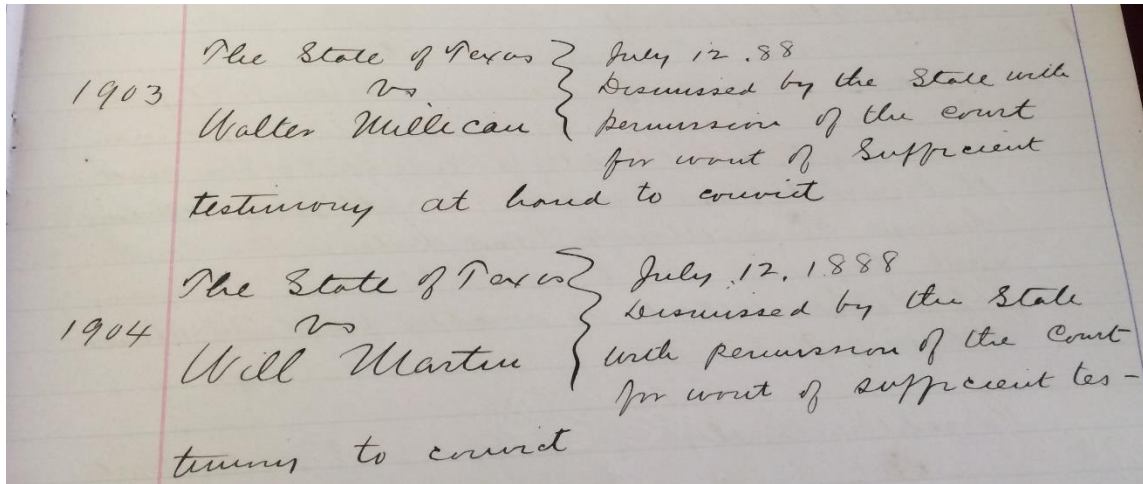 The State of Texas } July 12.88
1903 vs } Dismissed by the State with
Walter Millican } permission of the court
for want of Sufficient
testimony at hand to convict
The State of Texas } July 12, 1888
1904 vs } Dismissed by the State
Will Martin } with permission of the Court
for want of sufficient tes-
timony to convict